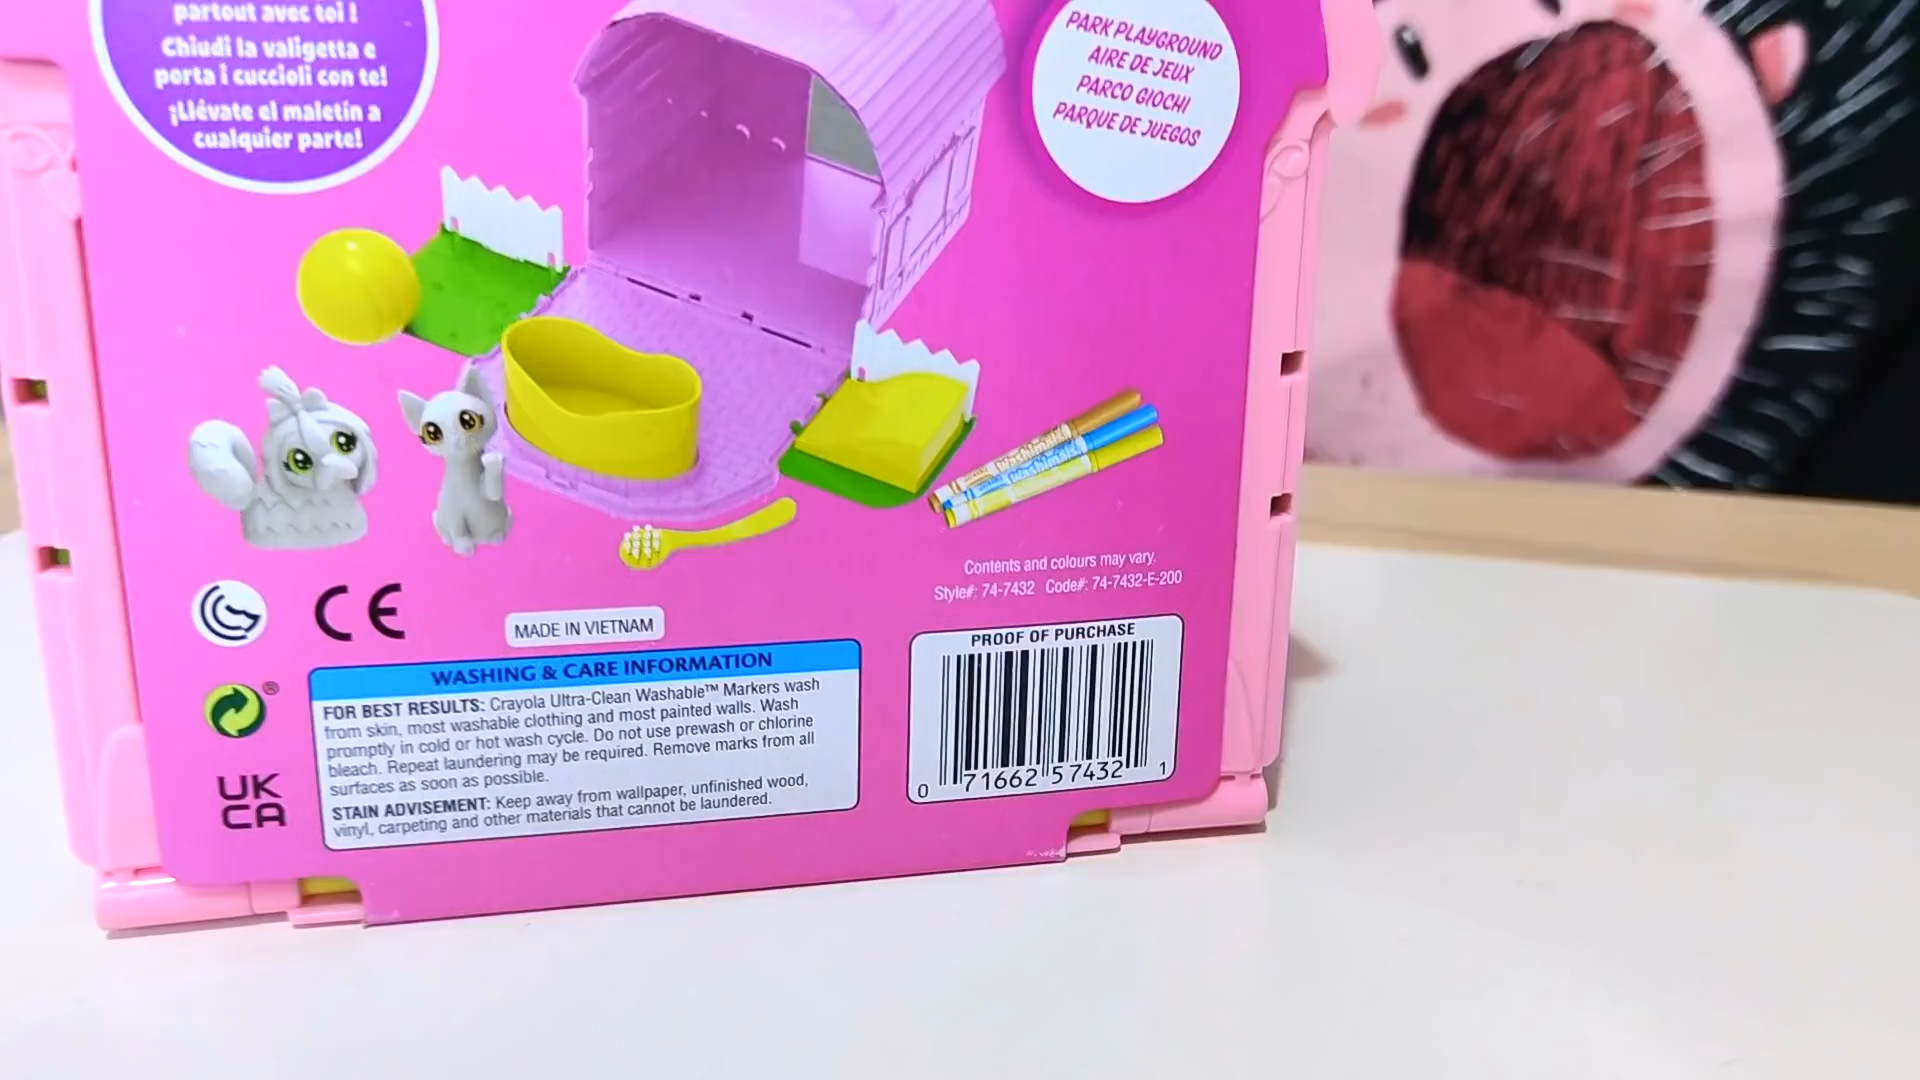 partout avec toi !
Chiudi la valigetta e
porta i cuccioli con te!
¡Llévate el maletín a
cualquier parte!
PARK PLAYGROUND
AIRE DE JEUX
PARCO GIOCHI
PARQUE DE JUEGOS
Washimals
Washimals
Contents and colours may vary.
Style#: 74-7432 Code#: 74-7432-E-200
CE
MADE IN VIETNAM
WASHING & CARE INFORMATION
FOR BEST RESULTS: Crayola Ultra-Clean Washable™ Markers wash
from skin, most washable clothing and most painted walls. Wash
promptly in cold or hot wash cycle. Do not use prewash or chlorine
bleach. Repeat laundering may be required. Remove marks from all
surfaces as soon as possible.
STAIN ADVISEMENT: Keep away from wallpaper, unfinished wood,
vinyl, carpeting and other materials that cannot be laundered.
®
UK
CA
PROOF OF PURCHASE
0 71662 57432 1